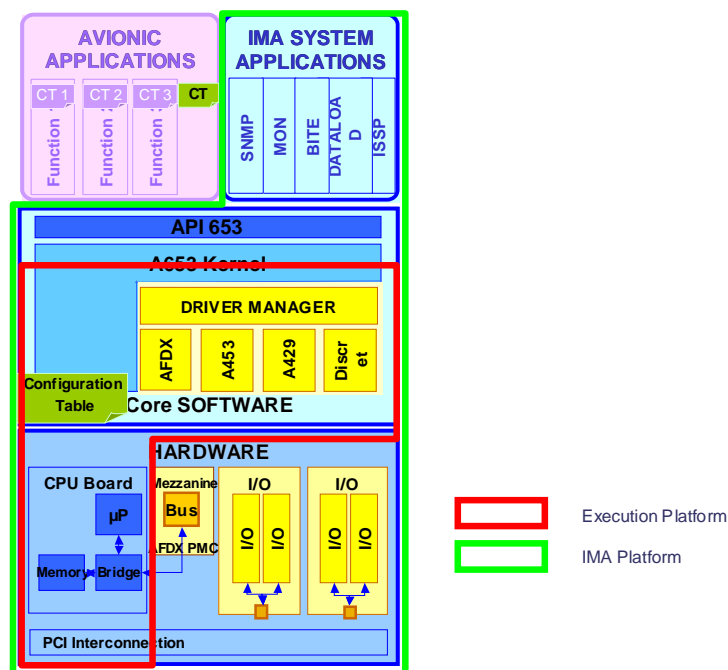 AVIONIC
APPLICATIONS
IMA SYSTEM
APPLICATIONS
CT 1
CT 2
CT 3
CT
Function
Function
Function
SNMP
MON
BITE
DATALOA
D
ISSP
API 653
A653 Kernel
DRIVER MANAGER
AFDX
A453
A429
Discr
et
Configuration
Table
Core SOFTWARE
HARDWARE
CPU Board
Mezzanine
I/O
I/O
µP
Bus
I/O
I/O
I/O
I/O
AFDX PMC
Memory
Bridge
PCI Interconnection
Execution Platform
IMA Platform